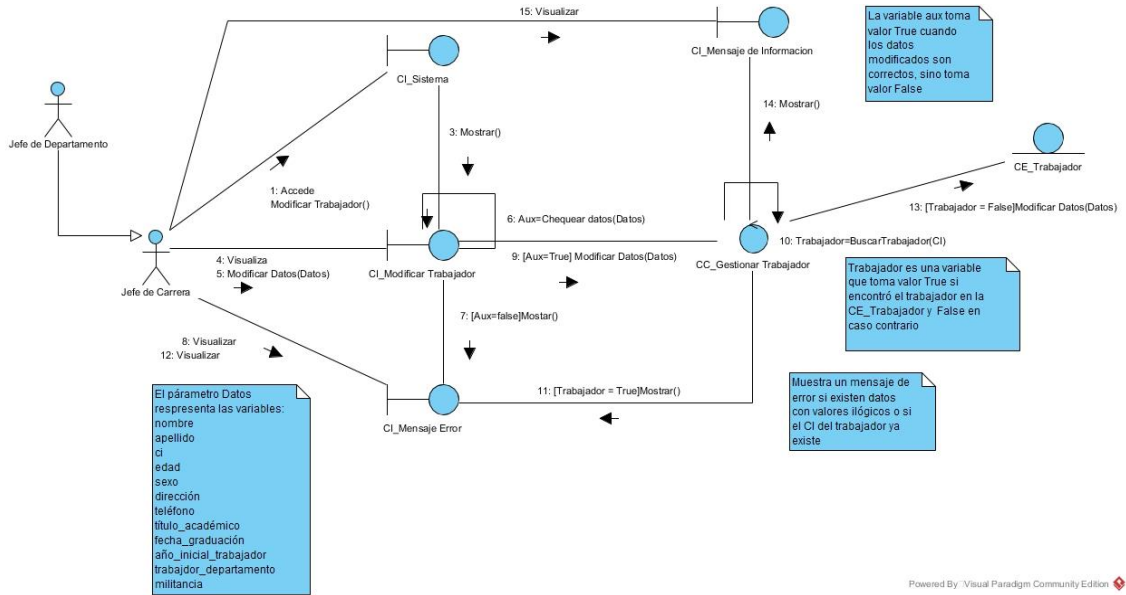 15: Visualizar
La variable aux toma
valor True cuando
los datos
modificados son
correctos, sino toma
valor False
CI_Mensaje de Informacion
CI_Sistema
14: Mostrar()
3: Mostrar()
Jefe de Departamento
CE_Trabajador
1: Accede
Modificar Trabajador()
13: [Trabajador = False]Modificar Datos(Datos)
6: Aux=Chequear datos(Datos)
10: Trabajador=BuscarTrabajador(CI)
4: Visualiza
5: Modificar Datos(Datos)
CI_Modificar Trabajador
9: [Aux=True] Modificar Datos(Datos)
CC_Gestionar Trabajador
Jefe de Carrera
Trabajador es una variable
que toma valor True si
encontró el trabajador en la
CE_Trabajador y False en
caso contrario
7: [Aux=false]Mostar()
8: Visualizar
12: Visualizar
11: [Trabajador = True]Mostrar()
CI_Mensaje Error
Muestra un mensaje de
error si existen datos
con valores ilógicos o si
el CI del trabajador ya
existe
El párametro Datos
respresenta las variables:
nombre
apellido
ci
edad
sexo
dirección
teléfono
título_académico
fecha_graduación
año_inicial_trabajador
trabajdor_departamento
militancia
Powered By Visual Paradigm Community Edition